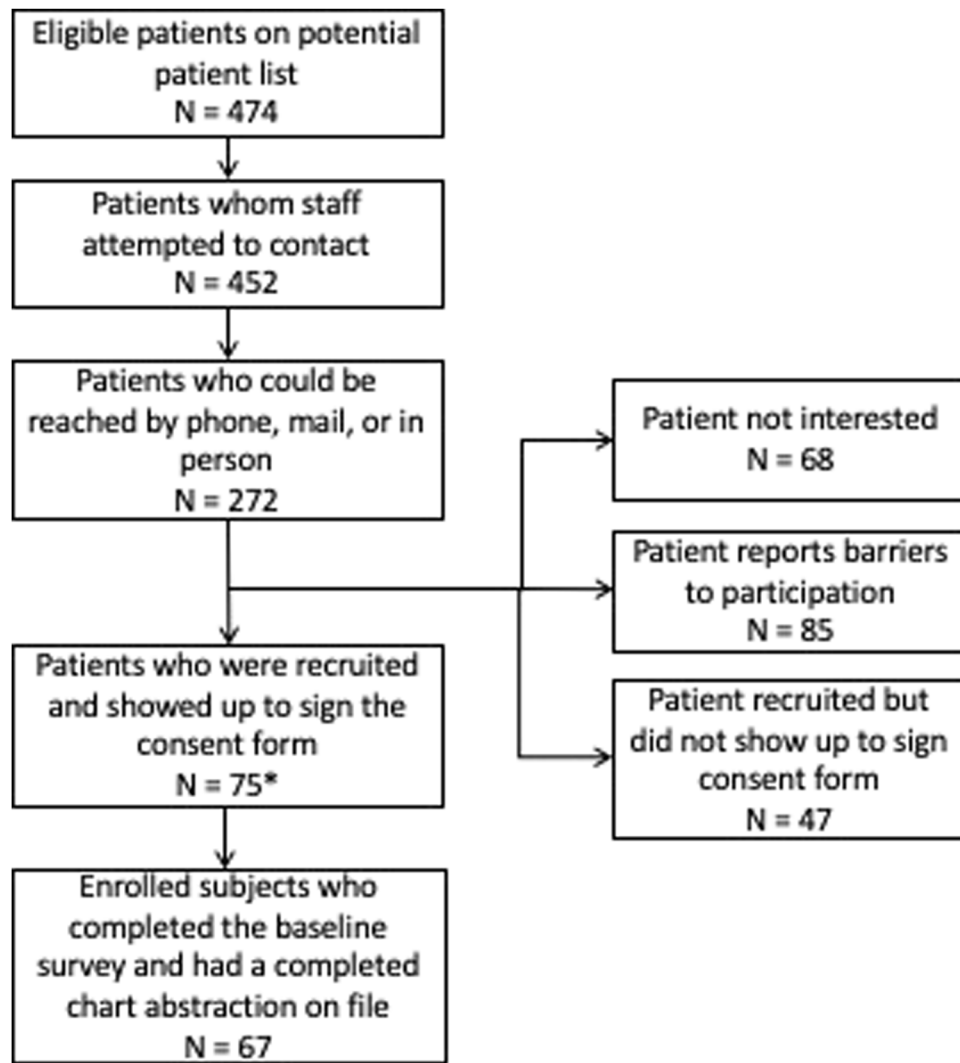 Eligible patients on potential
patient list
N = 474
Patients whom staff
attempted to contact
N = 452
Patients who could be
reached by phone, mail, or in
person
N = 272
Patient not interested
N = 68
Patient reports barriers
to participation
N = 85
Patients who were recruited
and showed up to sign the
consent form
N = 75*
Patient recruited but
did not show up to sign
consent form
N = 47
Enrolled subjects who
completed the baseline
survey and had a completed
chart abstraction on file
N = 67